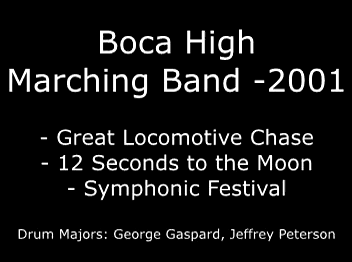 Boca High
Marching Band -2001
- Great Locomotive Chase
- 12 Seconds to the Moon
- Symphonic Festival
Drum Majors: George Gaspard, Jeffrey Peterson